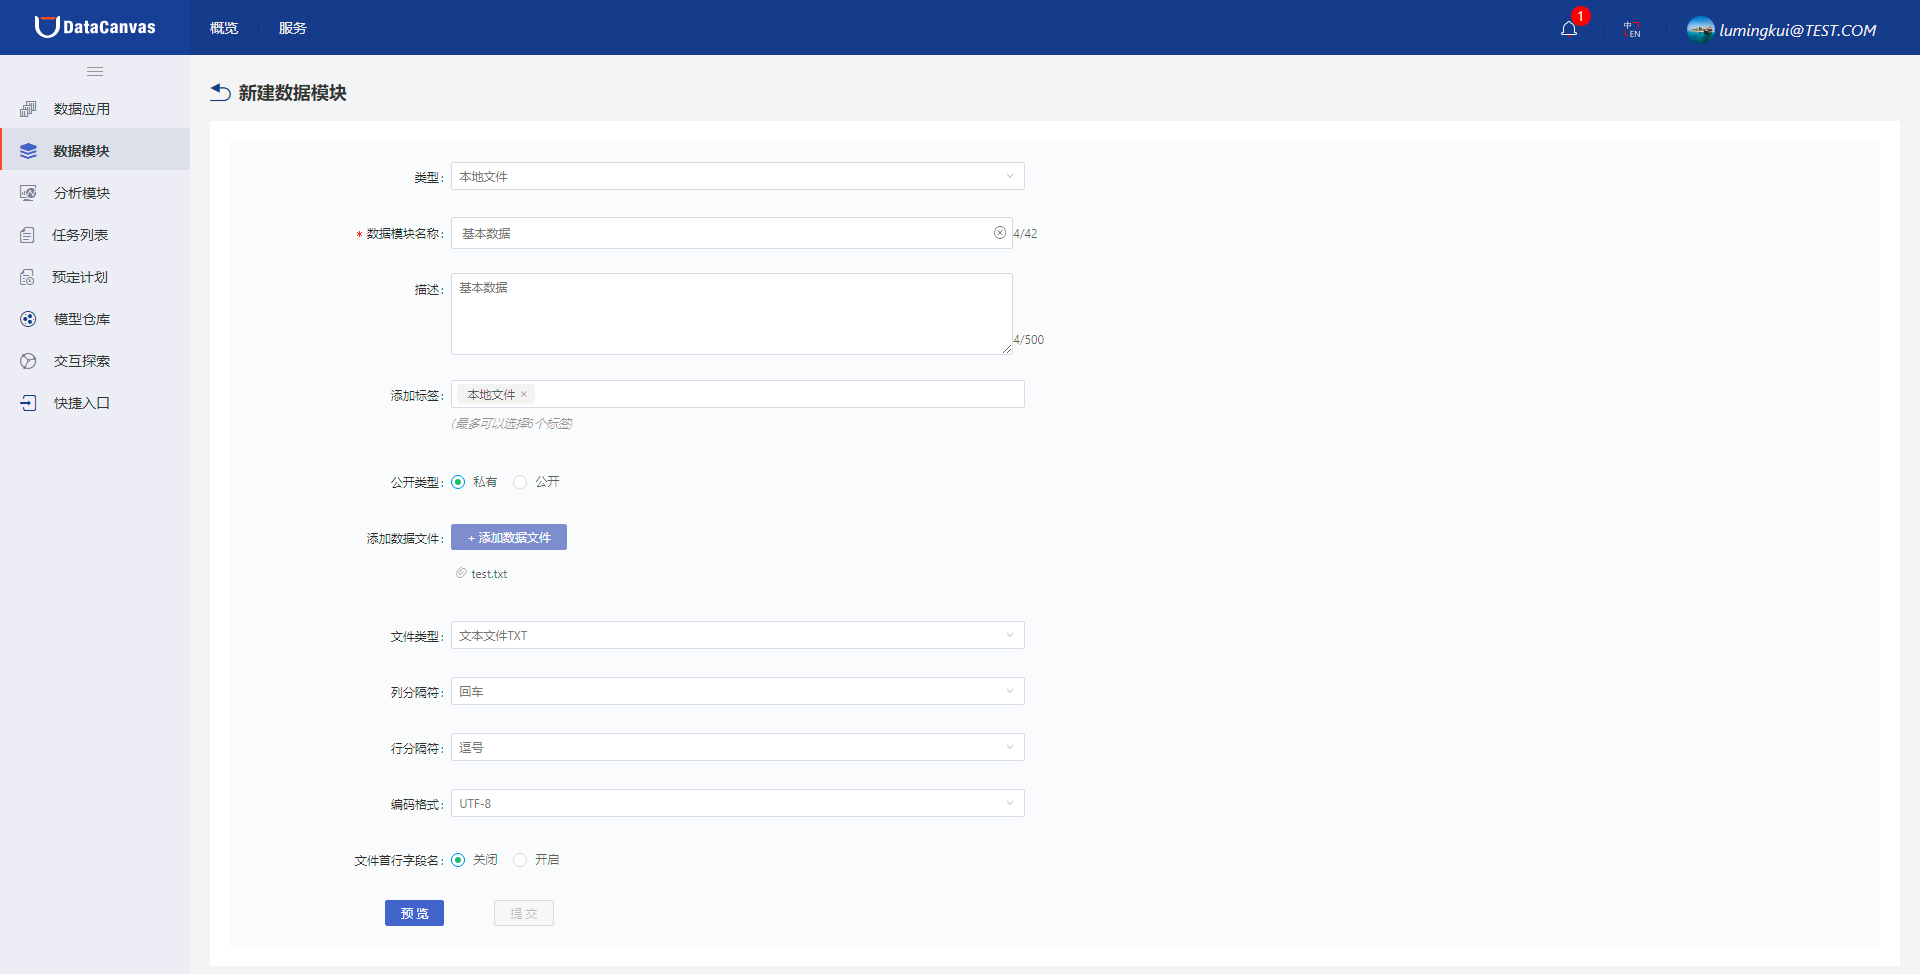 DataCanvas
概览
服务
1
中
EN
lumingkui@TEST.COM
数据应用
数据模块
分析模块
任务列表
预定计划
模型仓库
交互探索
快捷入口
新建数据模块
类型: 本地文件
* 数据模块名称: 基本数据 4/42
描述: 基本数据
4/500
添加标签: 本地文件 ×
(最多可以选择6个标签)
公开类型: 私有 公开
添加数据文件: + 添加数据文件
test.txt
文件类型: 文本文件TXT
列分隔符: 回车
行分隔符: 逗号
编码格式: UTF-8
文件首行字段名: 关闭 开启
预 览 提 交